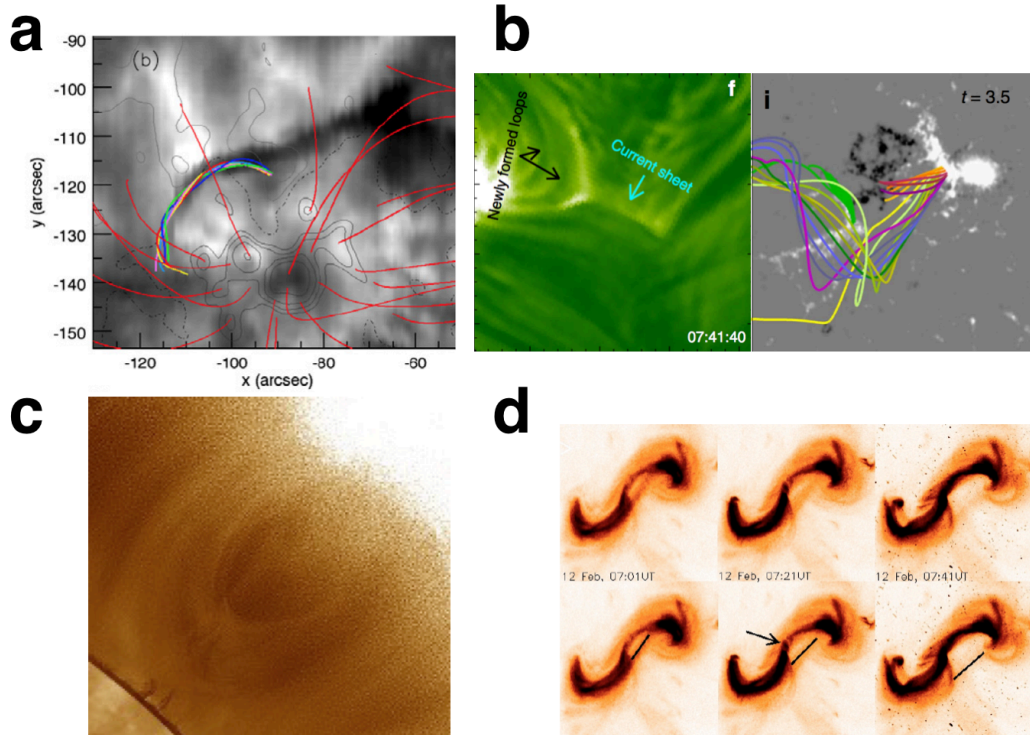 a
(b)
-90
-100
-110
-120
-130
-140
-150
y (arcsec)
-120
-100
-80
-60
x (arcsec)
b
f
Newly formed loops
Current sheet
07:41:40
i
t = 3.5
c
d
12 Feb, 07:01UT
12 Feb, 07:21UT
12 Feb, 07:41UT